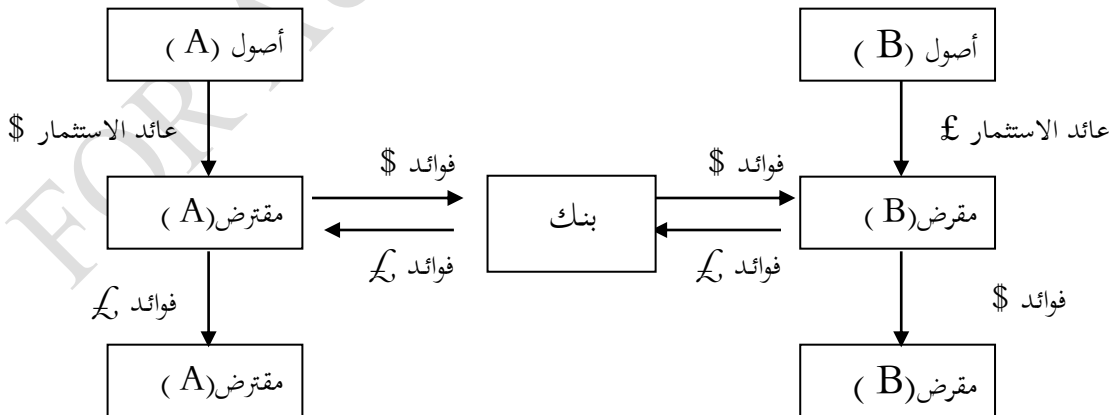 أصول (A)
أصول (B)
عائد الاستثمار $
عائد الاستثمار £
فوائد $
فوائد $
مقترض(A)
بنك
مقرض(B)
فوائد £
فوائد £
فوائد £
فوائد $
مقترض(A)
مقرض(B)